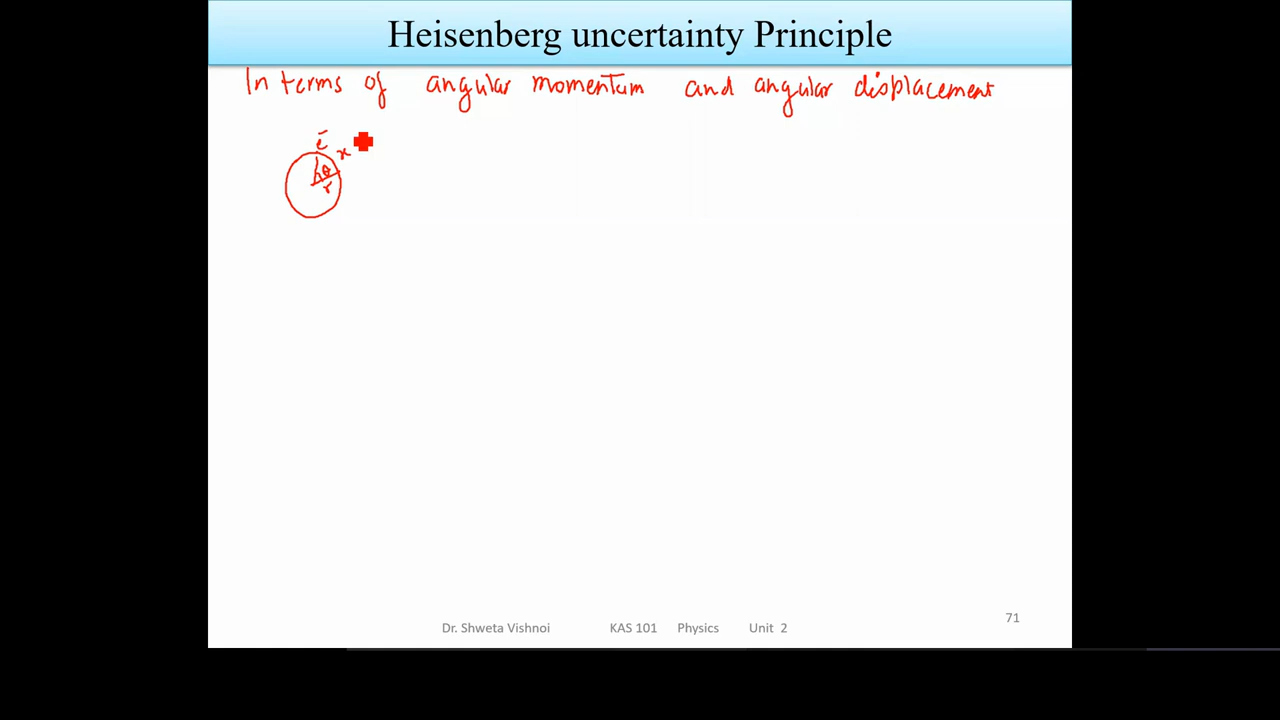 Heisenberg uncertainty Principle
In terms of angular momentum and angular displacement
ē
x
θ
r
71
Dr. Shweta Vishnoi KAS 101 Physics Unit 2